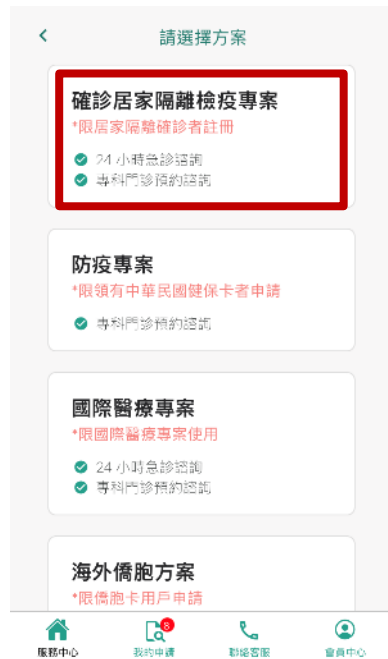 請選擇方案
確診居家隔離檢疫專案
*限居家隔離確診者註冊
24 小時急診諮詢
專科門診預約諮詢
防疫專案
*限領有中華民國健保卡者申請
專科門診預約諮詢
國際醫療專案
*限國際醫療專案使用
24 小時急診諮詢
專科門診預約諮詢
海外僑胞方案
*限僑胞卡用戶申請
8
服務中心
我的申請
聯絡客服
會員中心